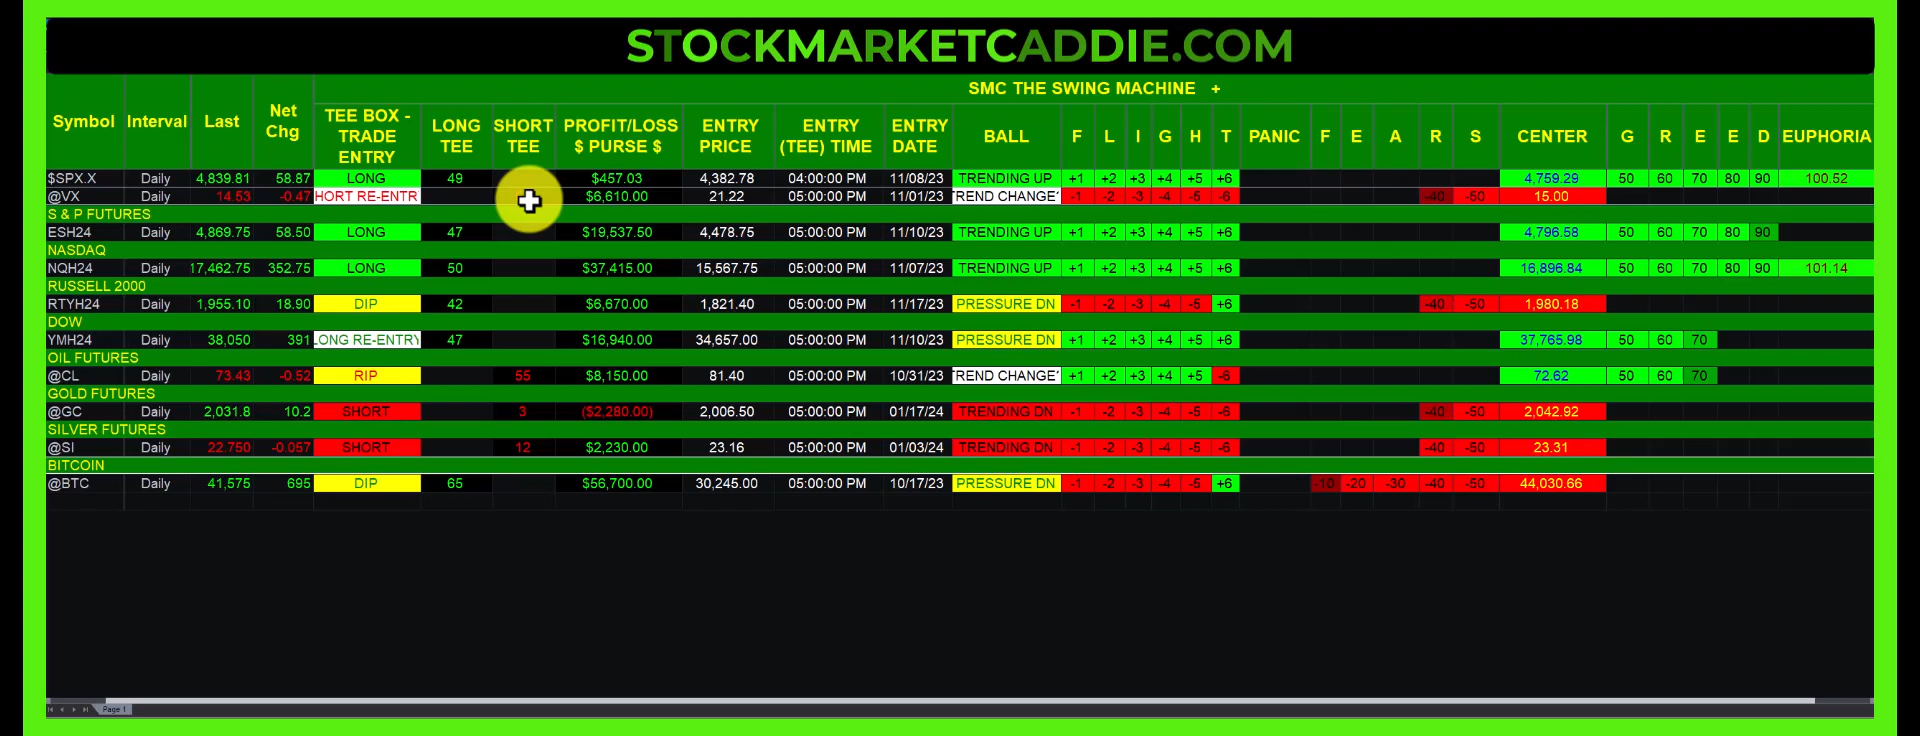 STOCKMARKETCADDIE.COM
SMC THE SWING MACHINE +
Symbol Interval Last Net Chg TEE BOX - TRADE ENTRY LONG TEE SHORT TEE PROFIT/LOSS $ PURSE $ ENTRY PRICE ENTRY (TEE) TIME ENTRY DATE BALL F L I G H T PANIC F E A R S CENTER G R E E D EUPHORIA
$SPX.X Daily 4,839.81 58.87 LONG 49 $457.03 4,382.78 04:00:00 PM 11/08/23 TRENDING UP +1 +2 +3 +4 +5 +6 4,759.29 50 60 70 80 90 100.52
@VX Daily 14.53 -0.47 HORT RE-ENTR $6,610.00 21.22 05:00:00 PM 11/01/23 TREND CHANGE' -1 -2 -3 -4 -5 -6 -40 -50 15.00
S & P FUTURES
ESH24 Daily 4,869.75 58.50 LONG 47 $19,537.50 4,478.75 05:00:00 PM 11/10/23 TRENDING UP +1 +2 +3 +4 +5 +6 4,796.58 50 60 70 80 90
NASDAQ
NQH24 Daily 17,462.75 352.75 LONG 50 $37,415.00 15,567.75 05:00:00 PM 11/07/23 TRENDING UP +1 +2 +3 +4 +5 +6 16,896.84 50 60 70 80 90 101.14
RUSSELL 2000
RTYH24 Daily 1,955.10 18.90 DIP 42 $6,670.00 1,821.40 05:00:00 PM 11/17/23 PRESSURE DN -1 -2 -3 -4 -5 +6 -40 -50 1,980.18
DOW
YMH24 Daily 38,050 391 LONG RE-ENTRY 47 $16,940.00 34,657.00 05:00:00 PM 11/10/23 PRESSURE DN +1 +2 +3 +4 +5 +6 37,765.98 50 60 70
OIL FUTURES
@CL Daily 73.43 -0.52 RIP 55 $8,150.00 81.40 05:00:00 PM 10/31/23 TREND CHANGE' +1 +2 +3 +4 +5 -6 72.62 50 60 70
GOLD FUTURES
@GC Daily 2,031.8 10.2 SHORT 3 ($2,280.00) 2,006.50 05:00:00 PM 01/17/24 TRENDING DN -1 -2 -3 -4 -5 -6 -40 -50 2,042.92
SILVER FUTURES
@SI Daily 22.750 -0.057 SHORT 12 $2,230.00 23.16 05:00:00 PM 01/03/24 TRENDING DN -1 -2 -3 -4 -5 -6 -40 -50 23.31
BITCOIN
@BTC Daily 41,575 695 DIP 65 $56,700.00 30,245.00 05:00:00 PM 10/17/23 PRESSURE DN -1 -2 -3 -4 -5 +6 -10 -20 -30 -40 -50 44,030.66
Page 1